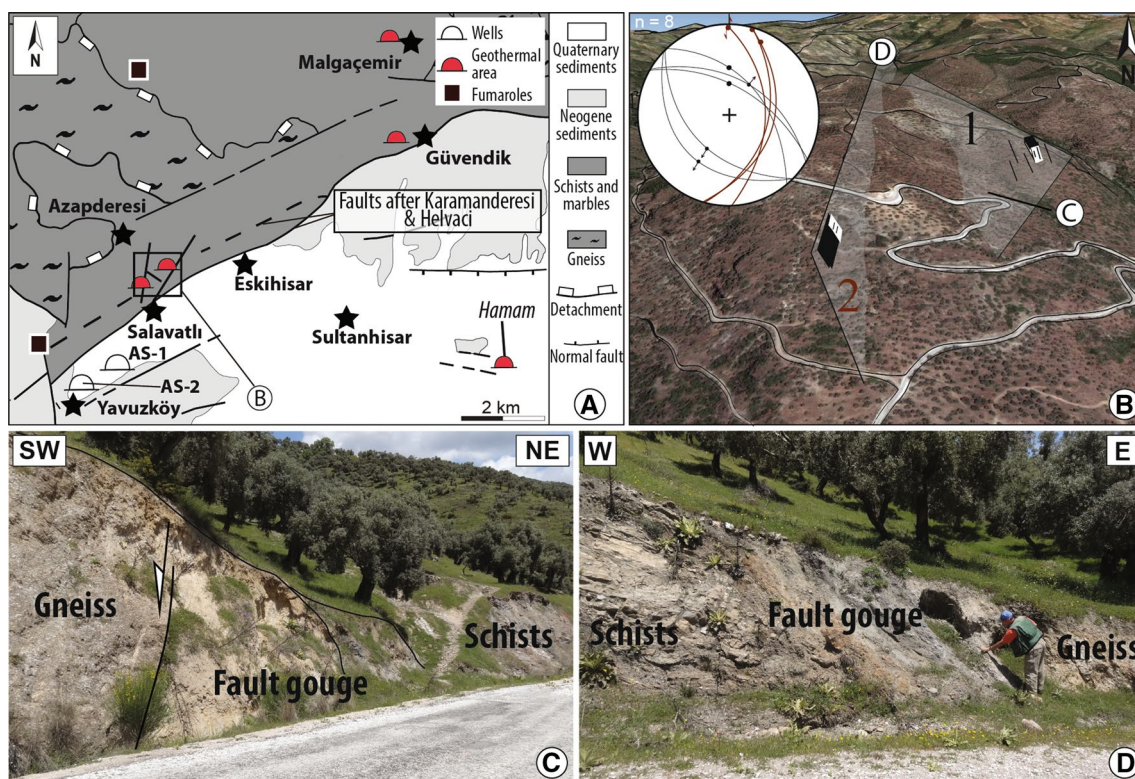 N
Malgaçemir
Wells
Geothermal
area
Fumaroles
Güvendik
Azapderesi
Faults after Karamanderesi
& Helvaci
Eskihisar
Salavatlı
AS-1
Sultanhisar
Hamam
AS-2
Yavuzköy
B
2 km
Quaternary
sediments
Neogene
sediments
Schists and
marbles
Gneiss
Detachment
Normal fault
A
n = 8
D
N
1
C
2
B
SW
NE
Gneiss
Fault gouge
Schists
C
W
E
Schists
Fault gouge
Gneiss
D